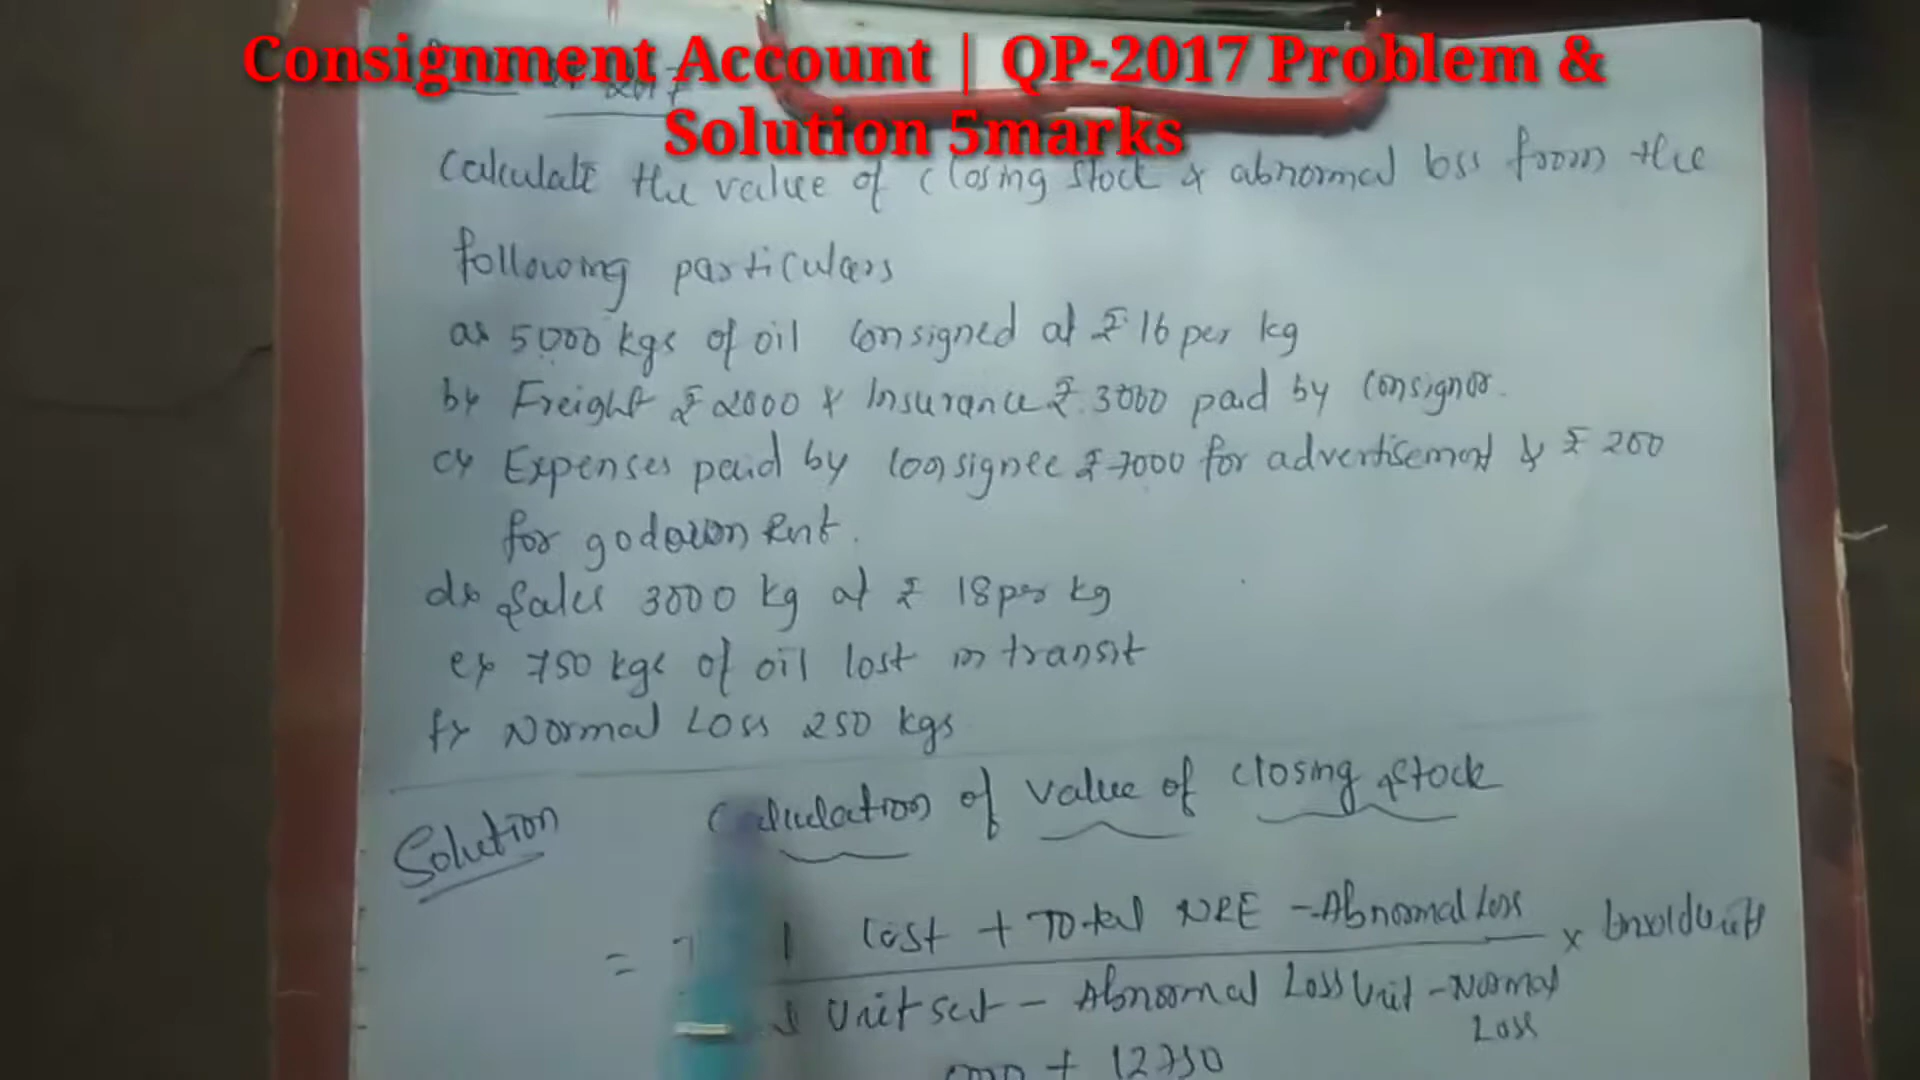 Consignment Account | QP-2017 Problem &
Solution 5marks
2017
Calculate the value of closing stock & abnormal loss from the
following particulars
a> 5000 kgs of oil consigned at ₹ 16 per kg
b> Freight ₹ 2000 & Insurance ₹ 3000 paid by consignor.
c> Expenses paid by consignee ₹ 7000 for advertisement & ₹ 200
for godown Rent.
d> Sales 3000 kg at ₹ 18 per kg
e> 750 kgs of oil lost in transit
f> Normal Loss 250 kgs
Solution Calculation of value of closing stock
= Cost + Total NRE - Abnormal Loss × Unsold Units
Unit sent - Abnormal Loss Unit - Normal
Loss
+ 12750